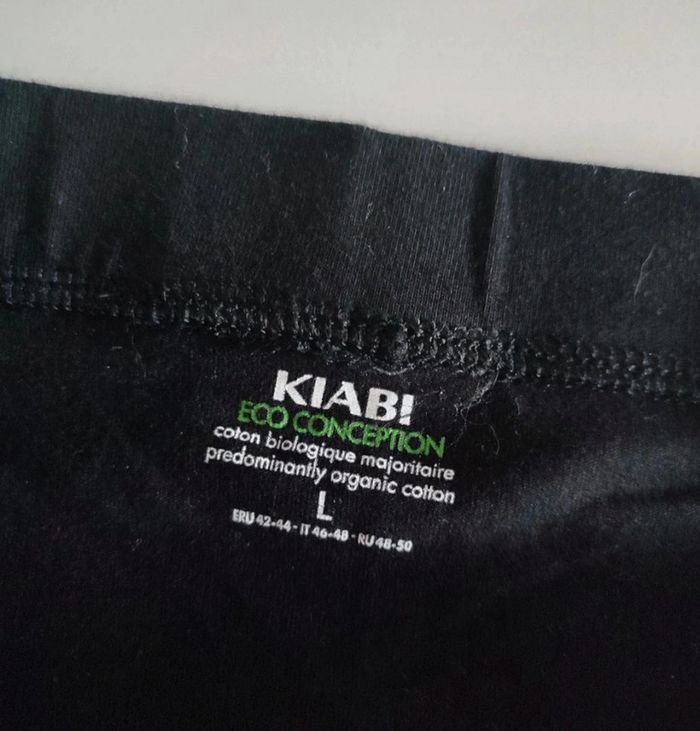 KIABI
ECO CONCEPTION
coton biologique majoritaire
predominantly organic cotton
L
ERU 42-44 - IT 46-48 - RU 48-50